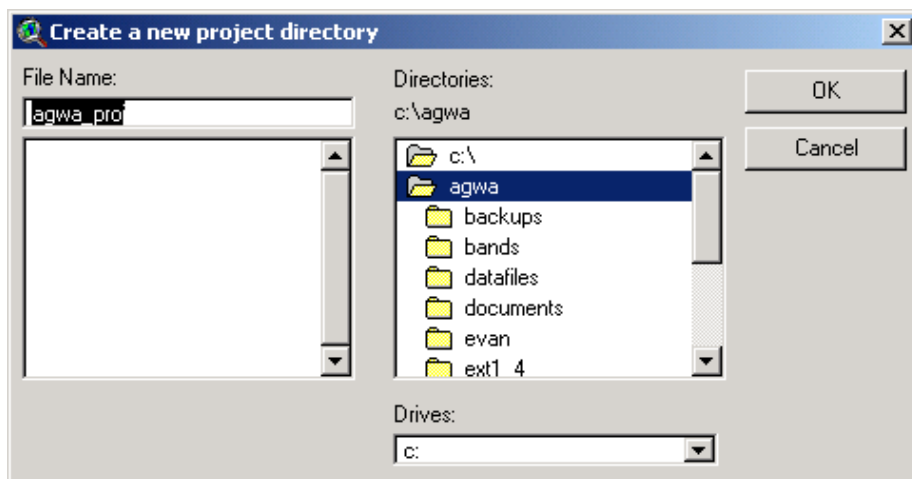 Create a new project directory
File Name:
agwa_proj
Directories:
c:\agwa
c:\
agwa
backups
bands
datafiles
documents
evan
ext1_4
Drives:
c:
OK
Cancel